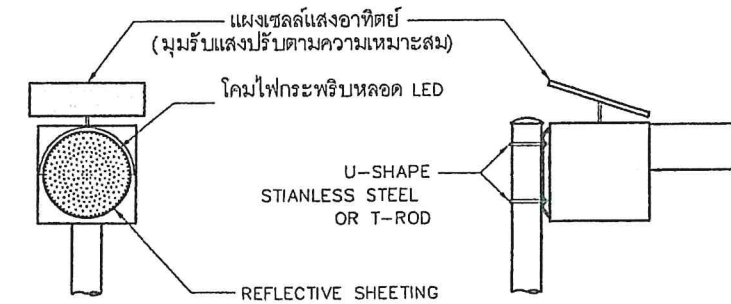 แผงเซลล์แสงอาทิตย์
(มุมรับแสงปรับตามความเหมาะสม)
โคมไฟกระพริบหลอด LED
U-SHAPE
STIANLESS STEEL
OR T-ROD
REFLECTIVE SHEETING